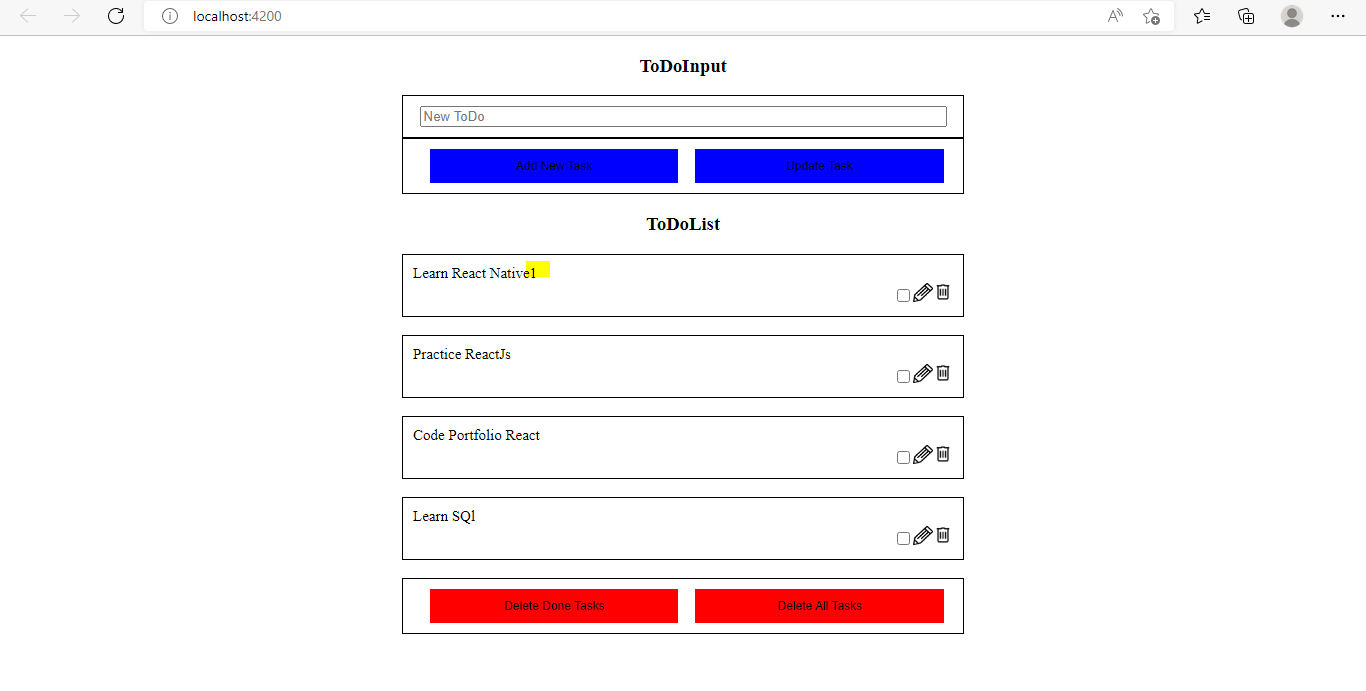 localhost:4200
ToDoInput
New ToDo
Add New Task Update Task
ToDoList
Learn React Native1
Practice ReactJs
Code Portfolio React
Learn SQl
Delete Done Tasks Delete All Tasks